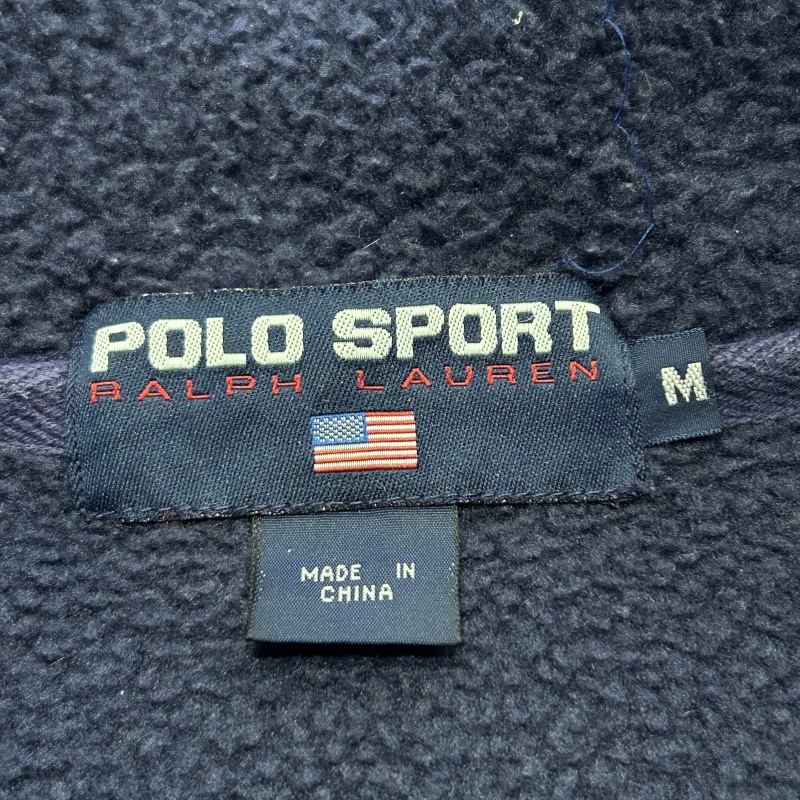 POLO SPORT
RALPH LAUREN
M
MADE IN
CHINA